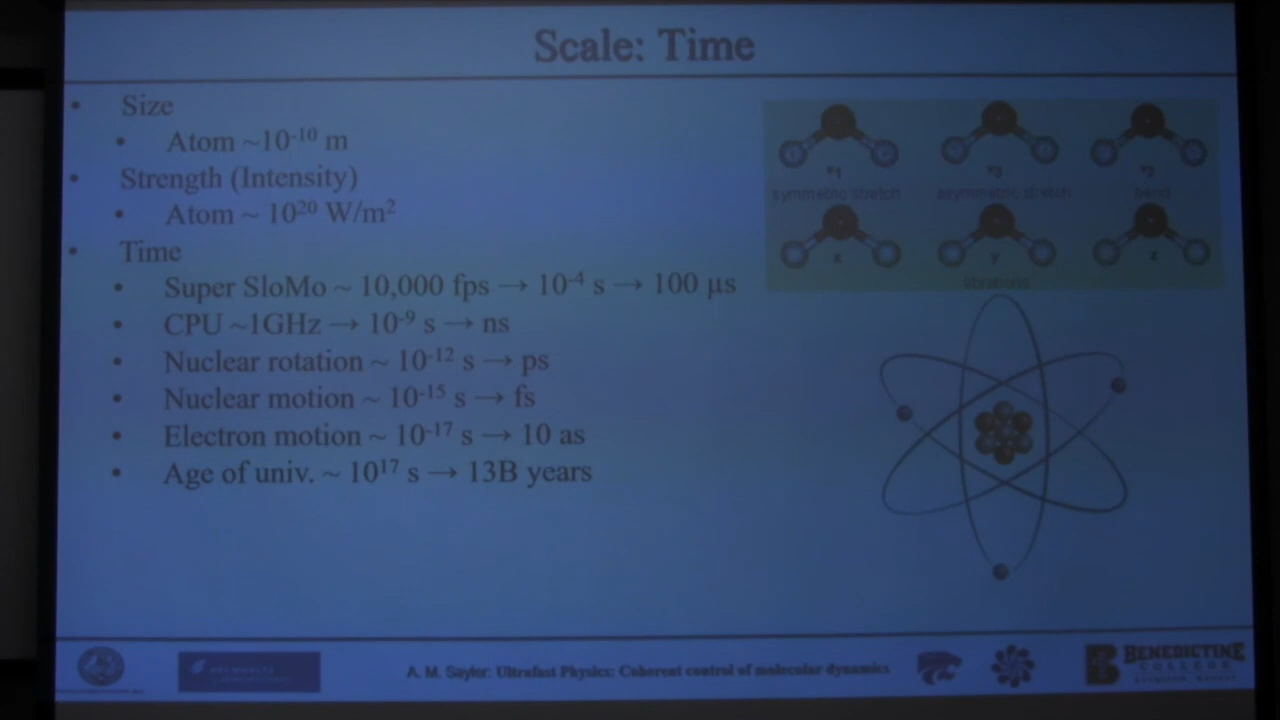 Scale: Time
• Size
• Atom ~10⁻¹⁰ m
• Strength (Intensity)
• Atom ~ 10²⁰ W/m²
• Time
• Super SloMo ~ 10,000 fps → 10⁻⁴ s → 100 µs
• CPU ~1GHz → 10⁻⁹ s → ns
• Nuclear rotation ~ 10⁻¹² s → ps
• Nuclear motion ~ 10⁻¹⁵ s → fs
• Electron motion ~ 10⁻¹⁷ s → 10 as
• Age of univ. ~ 10¹⁷ s → 13B years
symmetric stretch
asymmetric stretch
bend
x
y
z
librations
A. M. Sayler: Ultrafast Physics: Coherent control of molecular dynamics
BENEDICTINE
COLLEGE